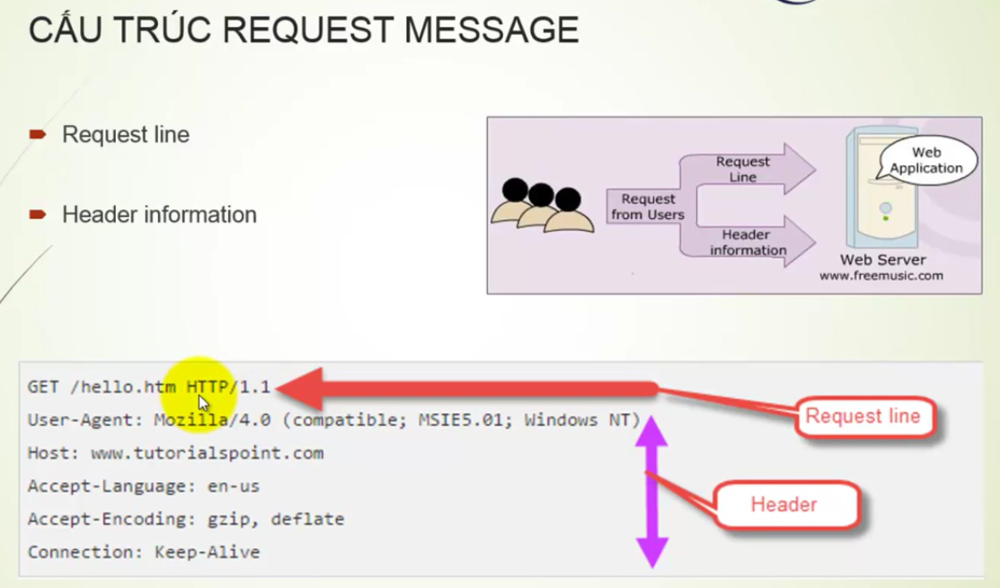 CẤU TRÚC REQUEST MESSAGE
Request line
Header information
Request
from Users
Request
Line
Header
information
Web
Application
Web Server
www.freemusic.com
GET /hello.htm HTTP/1.1
User-Agent: Mozilla/4.0 (compatible; MSIE5.01; Windows NT)
Host: www.tutorialspoint.com
Accept-Language: en-us
Accept-Encoding: gzip, deflate
Connection: Keep-Alive
Request line
Header